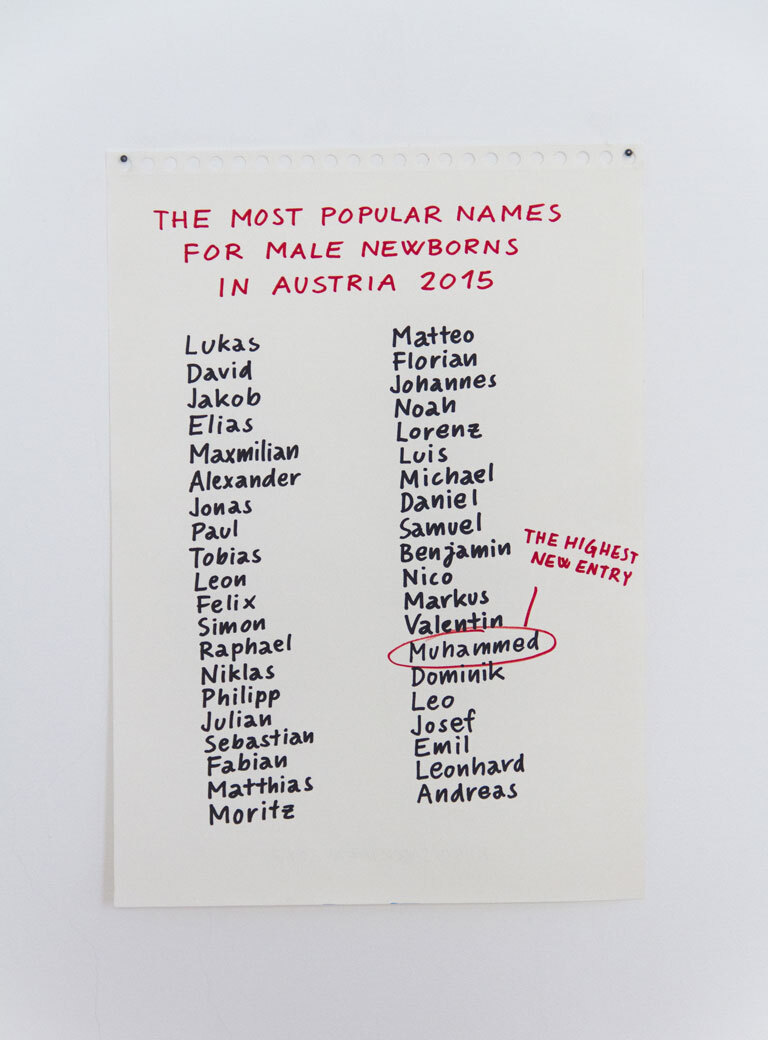 THE MOST POPULAR NAMES
FOR MALE NEWBORNS
IN AUSTRIA 2015
Lukas
David
Jakob
Elias
Maxmilian
Alexander
Jonas
Paul
Tobias
Leon
Felix
Simon
Raphael
Niklas
Philipp
Julian
Sebastian
Fabian
Matthias
Moritz
Matteo
Florian
Johannes
Noah
Lorenz
Luis
Michael
Daniel
Samuel
Benjamin
Nico
Markus
Valentin
Muhammed
Dominik
Leo
Josef
Emil
Leonhard
Andreas
THE HIGHEST
NEW ENTRY